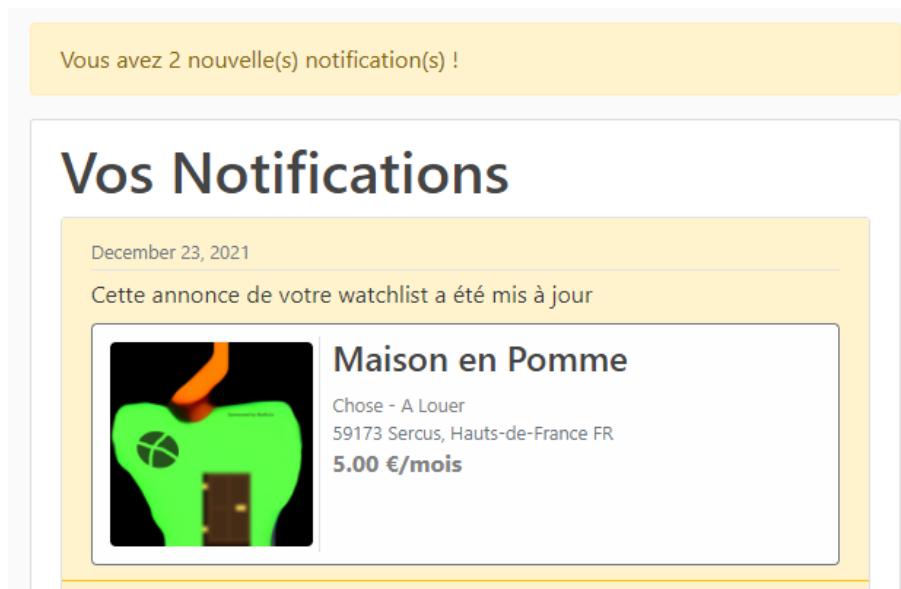 Vous avez 2 nouvelle(s) notification(s) !
Vos Notifications
December 23, 2021
Cette annonce de votre watchlist a été mis à jour
Maison en Pomme
Chose - A Louer
59173 Sercus, Hauts-de-France FR
5.00 €/mois